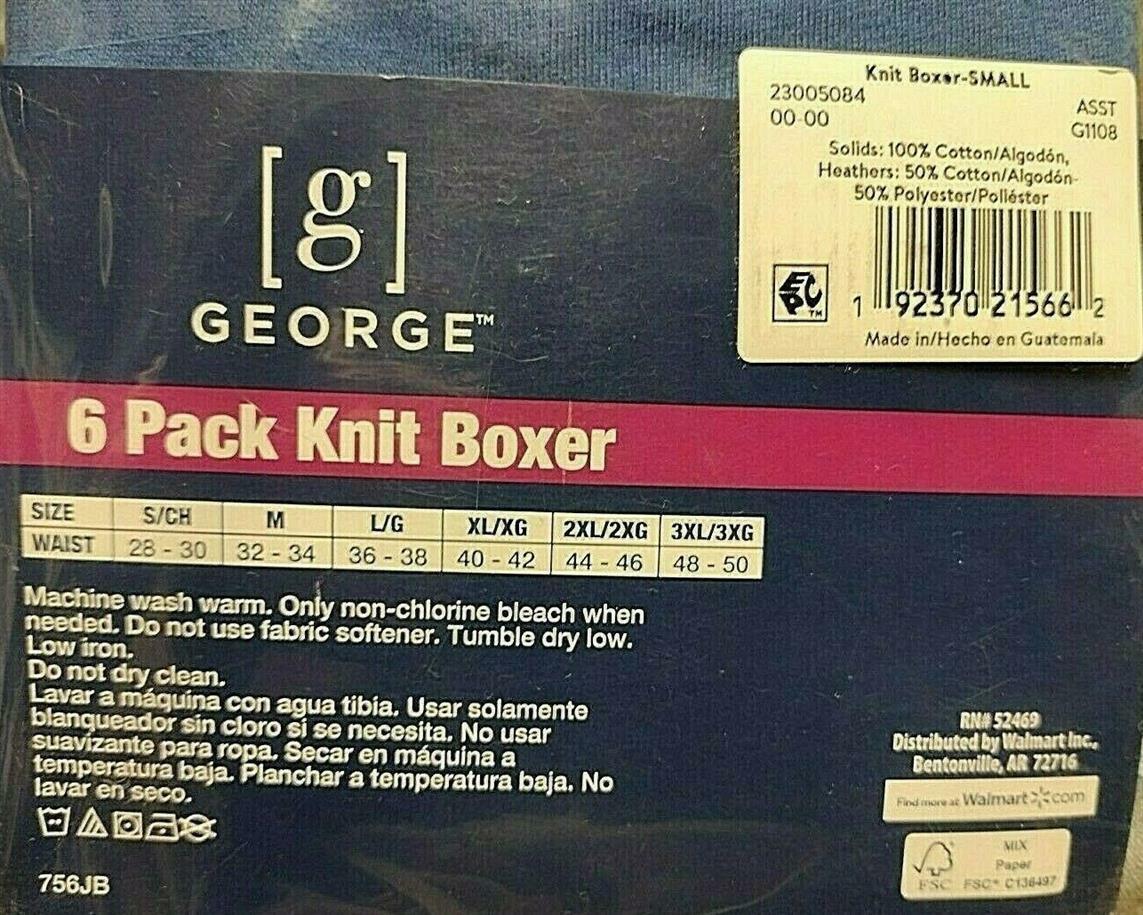 Knit Boxer-SMALL
23005084
ASST
00-00
G1108
Solids: 100% Cotton/Algodón,
Heathers: 50% Cotton/Algodón-
50% Polyester/Poliéster
EPC™
1 92370 21566 2
Made in/Hecho en Guatemala
[g]
GEORGE™
6 Pack Knit Boxer
SIZE S/CH M L/G XL/XG 2XL/2XG 3XL/3XG
WAIST 28 - 30 32 - 34 36 - 38 40 - 42 44 - 46 48 - 50
Machine wash warm. Only non-chlorine bleach when
needed. Do not use fabric softener. Tumble dry low.
Low iron.
Do not dry clean.
Lavar a máquina con agua tibia. Usar solamente
blanqueador sin cloro si se necesita. No usar
suavizante para ropa. Secar en máquina a
temperatura baja. Planchar a temperatura baja. No
lavar en seco.
756JB
RN# 52469
Distributed by Walmart Inc.,
Bentonville, AR 72716
Find more at Walmart.com
MIX
Paper
FSC FSC® C136497